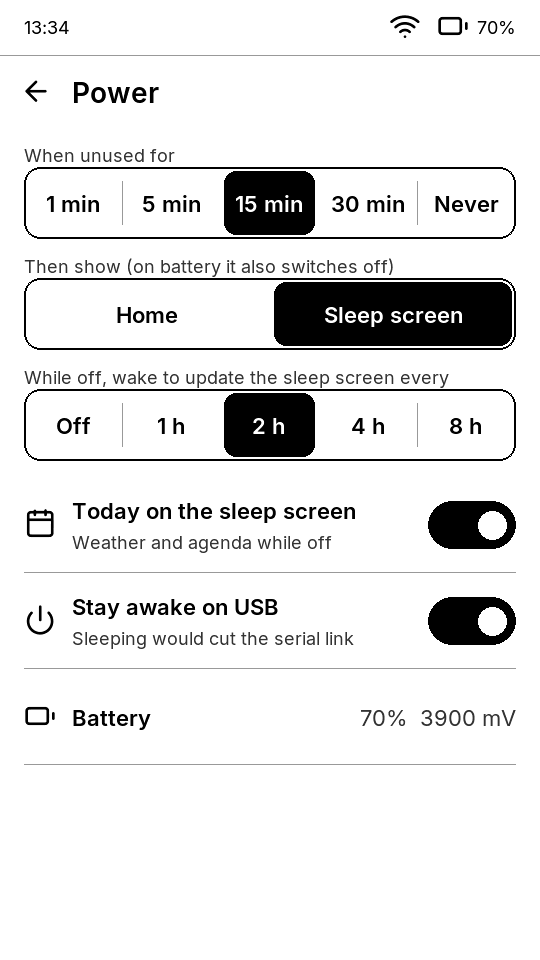 13:34
70%
Power
When unused for
1 min 5 min 15 min 30 min Never
Then show (on battery it also switches off)
Home Sleep screen
While off, wake to update the sleep screen every
Off 1 h 2 h 4 h 8 h
Today on the sleep screen
Weather and agenda while off
Stay awake on USB
Sleeping would cut the serial link
Battery 70% 3900 mV